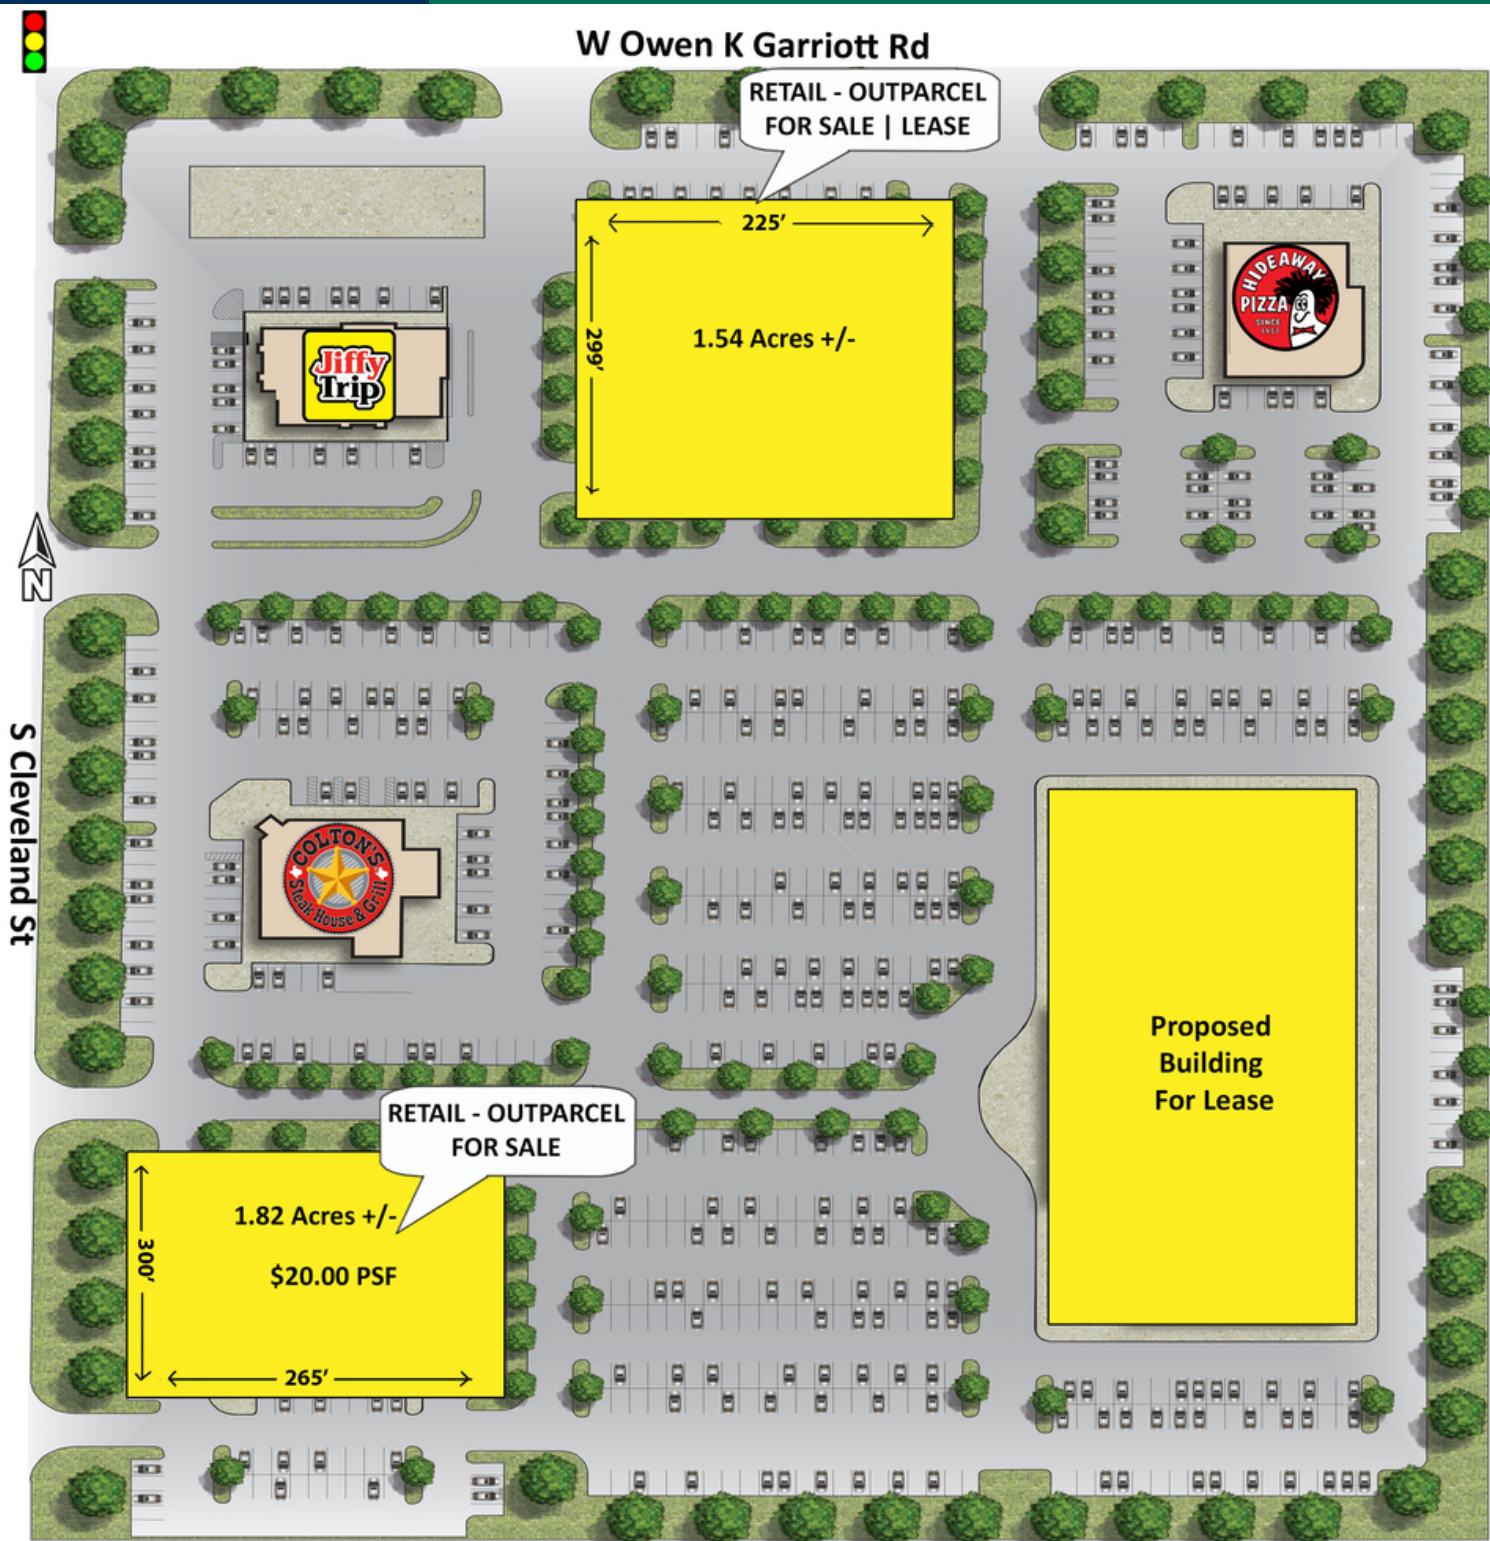 W Owen K Garriott Rd
RETAIL - OUTPARCEL
FOR SALE | LEASE
225'
299'
1.54 Acres +/-
HIDEAWAY
PIZZA
SINCE
1957
Jiffy
Trip
N
S Cleveland St
COLTON'S
Steak House & Grill
Proposed
Building
For Lease
RETAIL - OUTPARCEL
FOR SALE
1.82 Acres +/-
300'
$20.00 PSF
265'